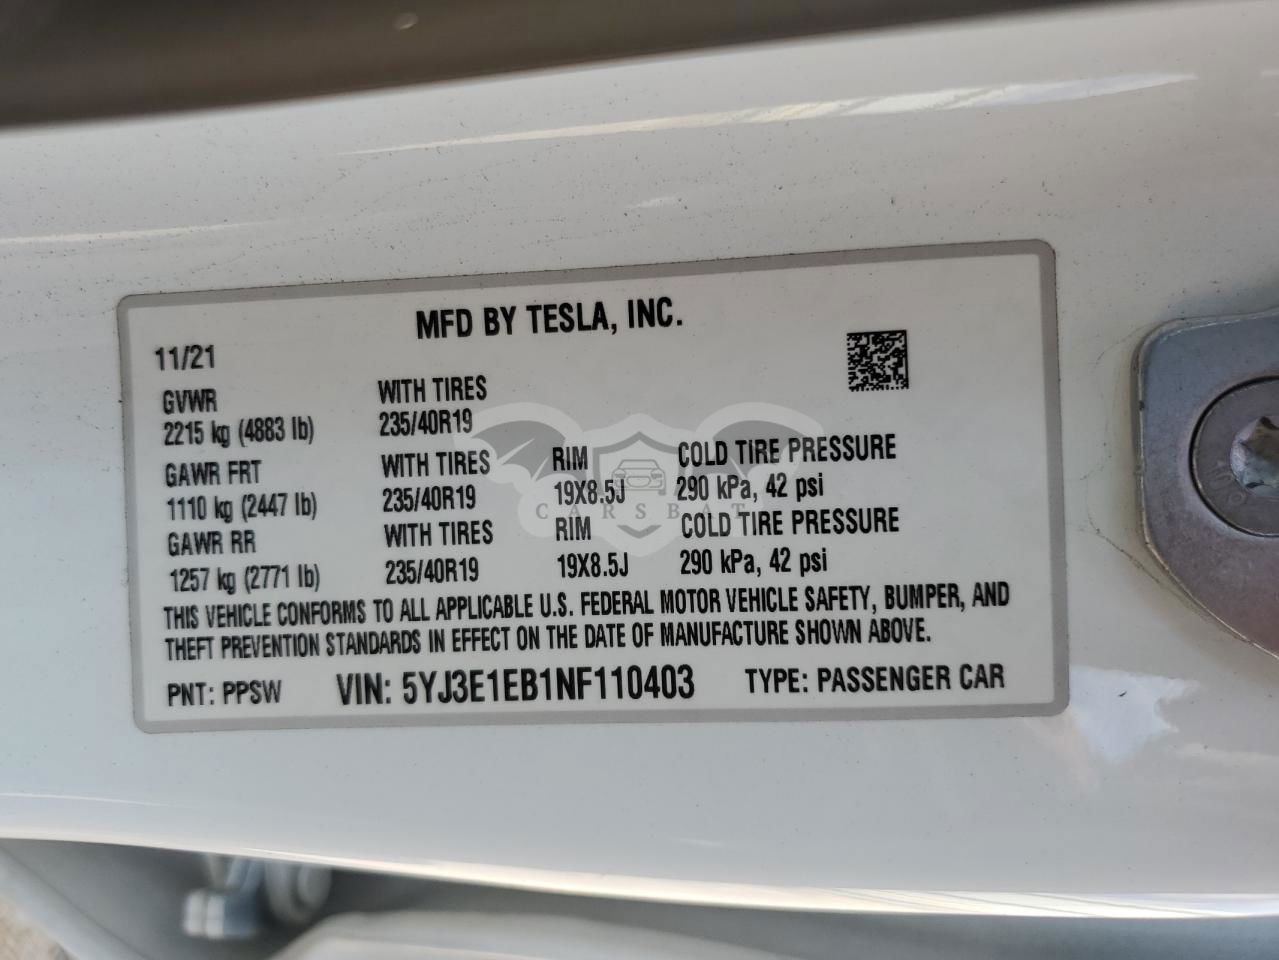 MFD BY TESLA, INC.
11/21
GVWR WITH TIRES
2215 kg (4883 lb) 235/40R19
GAWR FRT WITH TIRES RIM COLD TIRE PRESSURE
1110 kg (2447 lb) 235/40R19 19X8.5J 290 kPa, 42 psi
CARSBAT
GAWR RR WITH TIRES RIM COLD TIRE PRESSURE
1257 kg (2771 lb) 235/40R19 19X8.5J 290 kPa, 42 psi
THIS VEHICLE CONFORMS TO ALL APPLICABLE U.S. FEDERAL MOTOR VEHICLE SAFETY, BUMPER, AND
THEFT PREVENTION STANDARDS IN EFFECT ON THE DATE OF MANUFACTURE SHOWN ABOVE.
PNT: PPSW VIN: 5YJ3E1EB1NF110403 TYPE: PASSENGER CAR